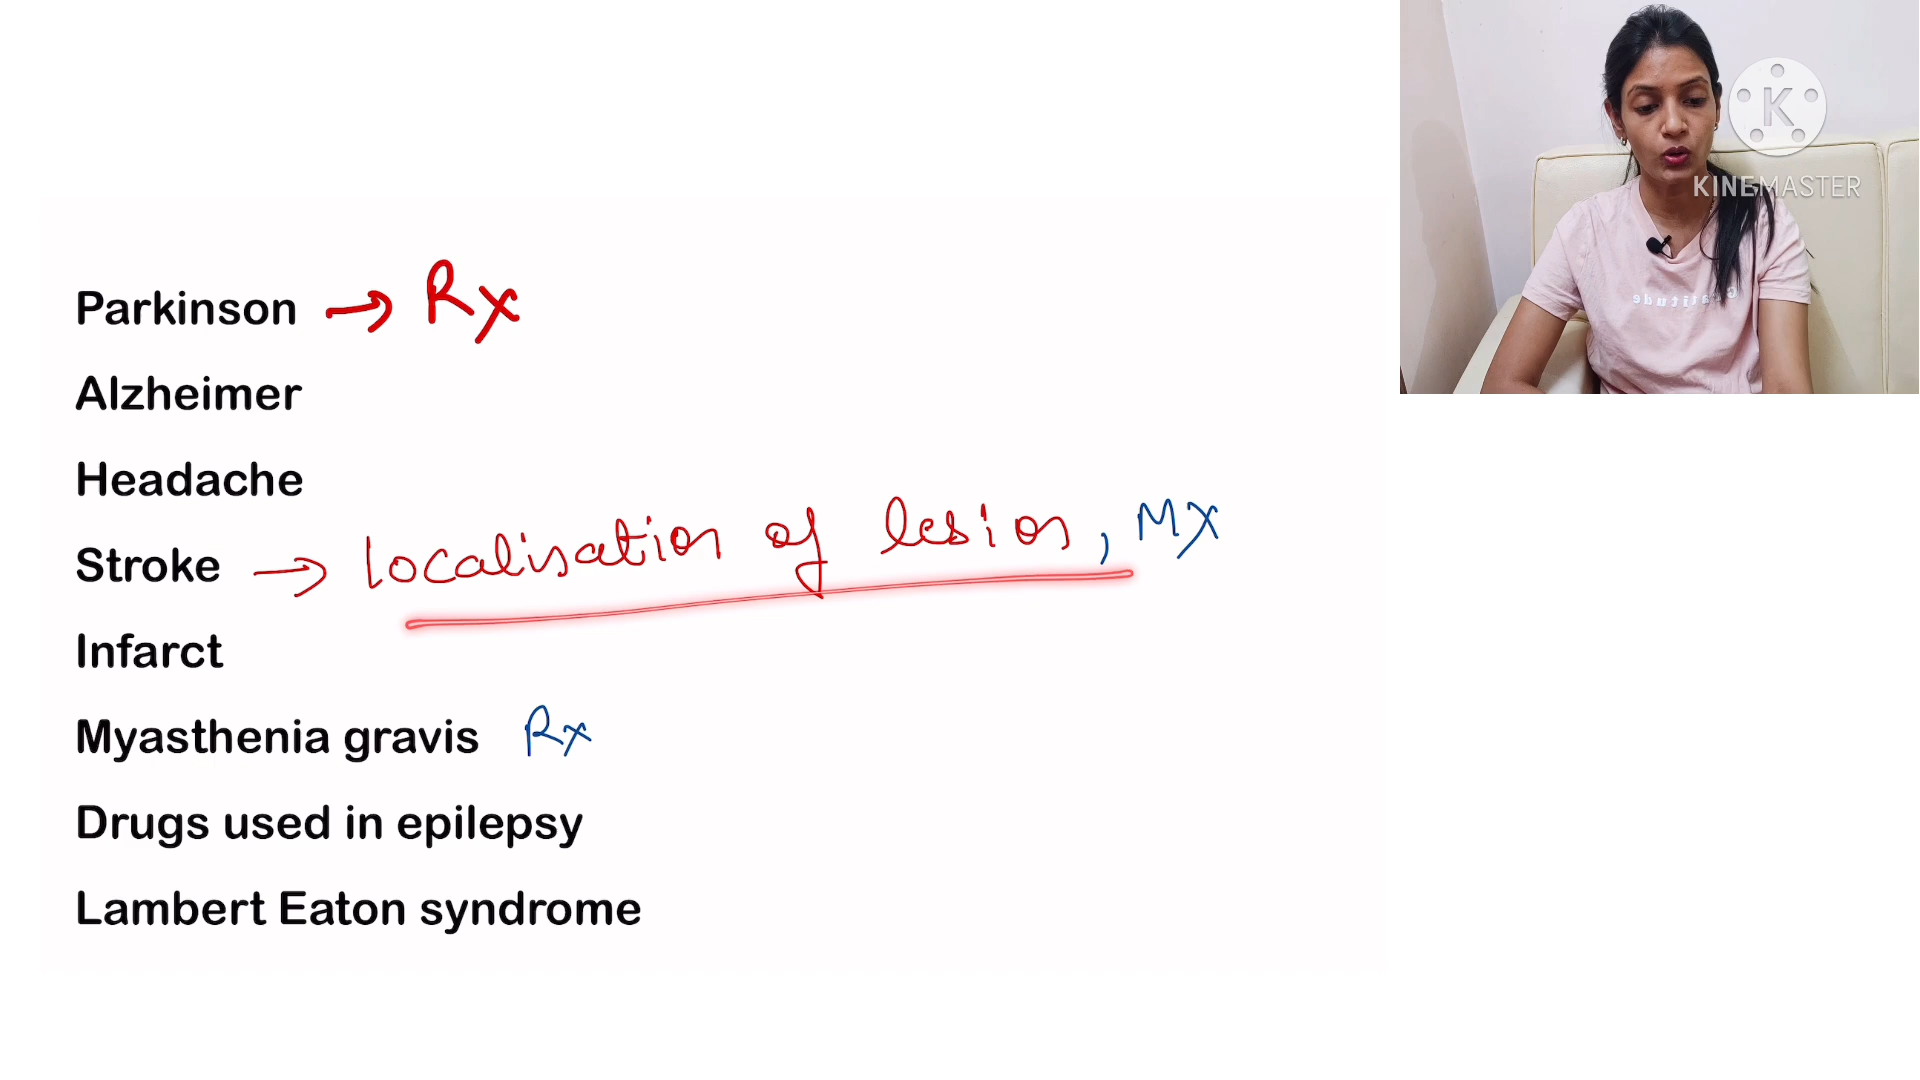 K
KINEMASTER
Gratitude
Parkinson → Rx
Alzheimer
Headache
Stroke → localisation of lesion, Mx
Infarct
Myasthenia gravis Rx
Drugs used in epilepsy
Lambert Eaton syndrome